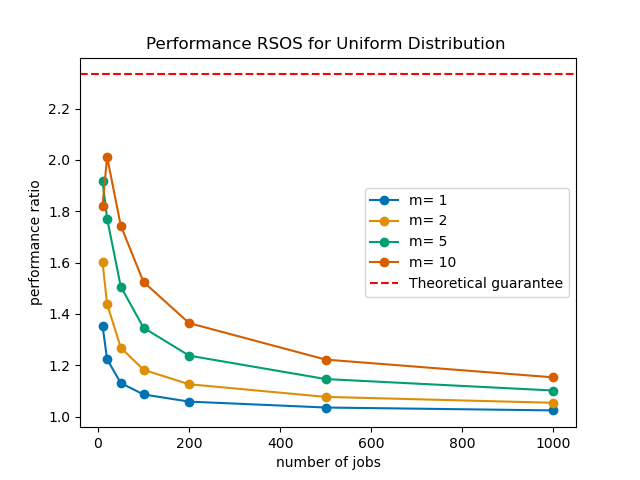 Performance RSOS for Uniform Distribution
performance ratio
2.2
2.0
1.8
1.6
1.4
1.2
1.0
m= 1
m= 2
m= 5
m= 10
Theoretical guarantee
0 200 400 600 800 1000
number of jobs